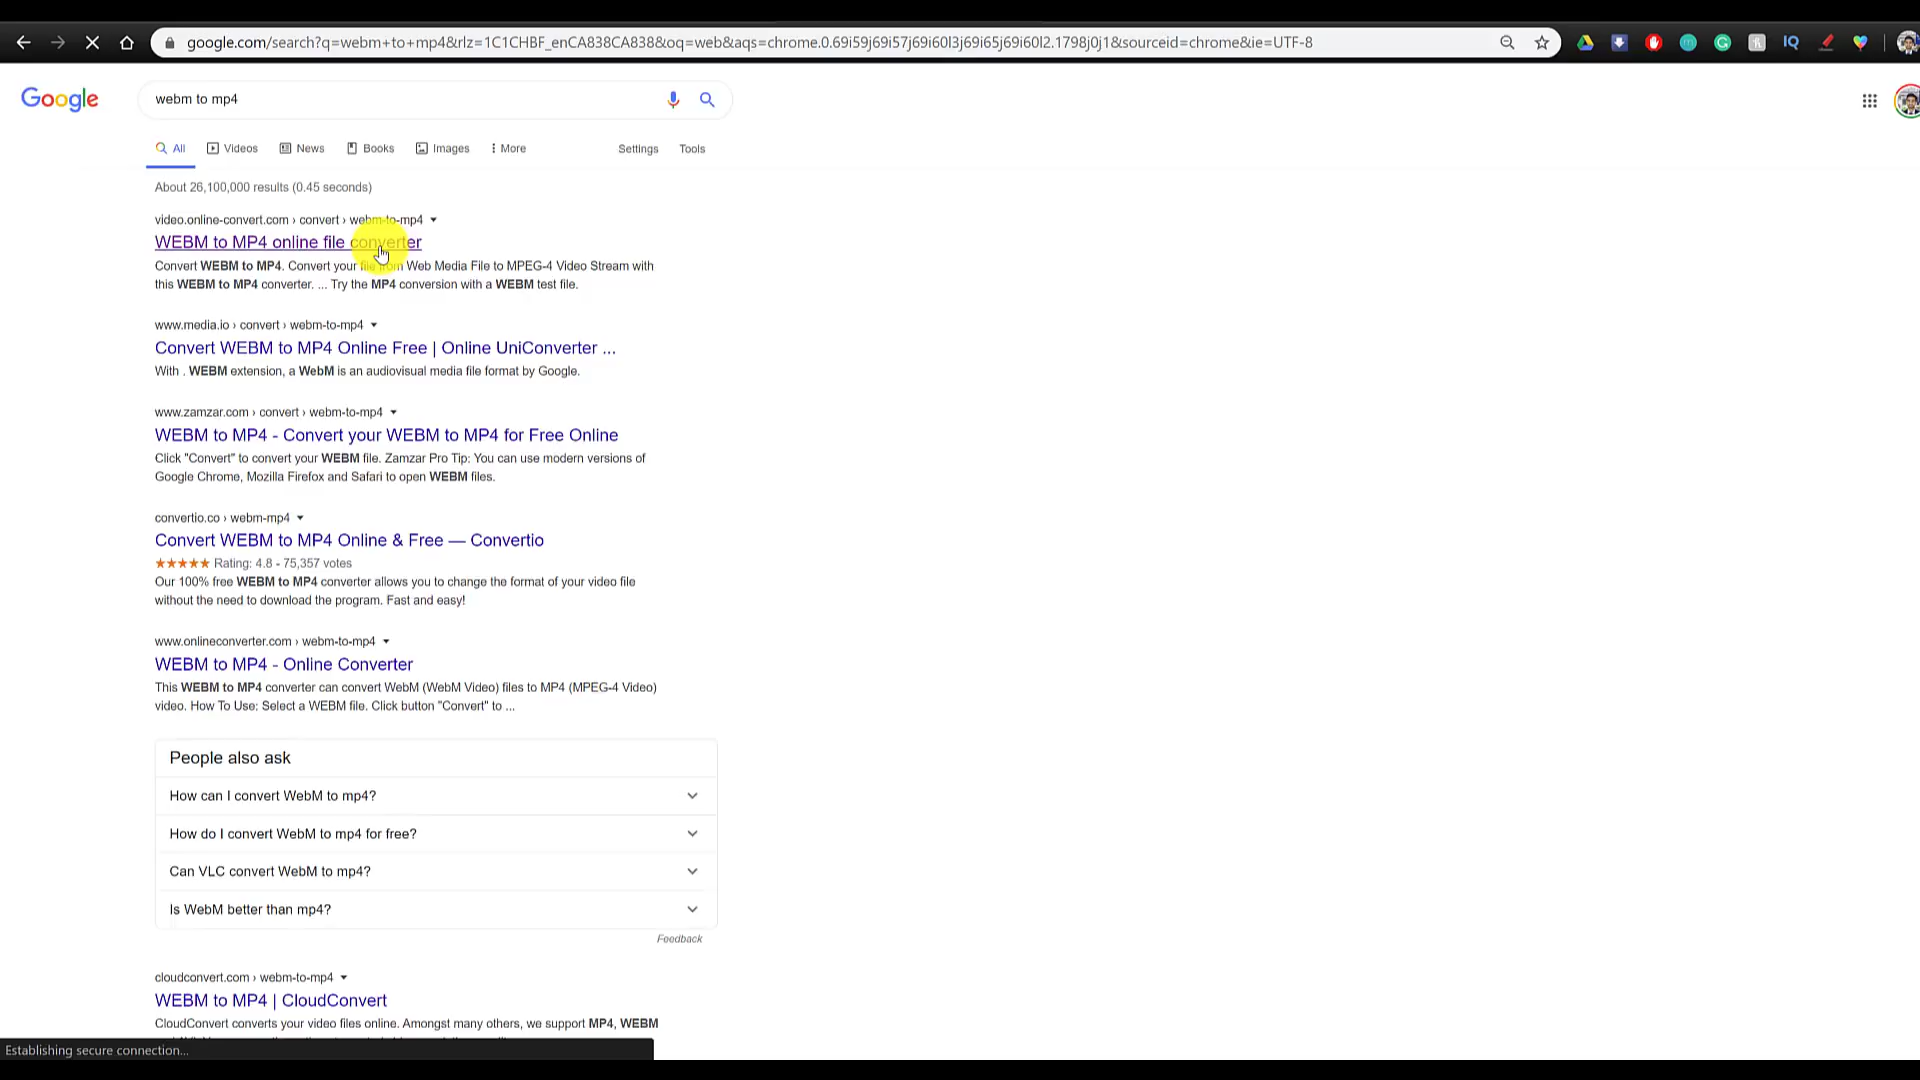 google.com/search?q=webm+to+mp4&rlz=1C1CHBF_enCA838CA838&oq=web&aqs=chrome.0.69i59j69i57j69i60l3j69i65j69i60l2.1798j0j1&sourceid=chrome&ie=UTF-8
IQ
Google
webm to mp4
All Videos News Books Images More Settings Tools
About 26,100,000 results (0.45 seconds)
video.online-convert.com › convert › webm-to-mp4
WEBM to MP4 online file converter
Convert WEBM to MP4. Convert your file from Web Media File to MPEG-4 Video Stream with
this WEBM to MP4 converter. ... Try the MP4 conversion with a WEBM test file.
www.media.io › convert › webm-to-mp4
Convert WEBM to MP4 Online Free | Online UniConverter ...
With . WEBM extension, a WebM is an audiovisual media file format by Google.
www.zamzar.com › convert › webm-to-mp4
WEBM to MP4 - Convert your WEBM to MP4 for Free Online
Click "Convert" to convert your WEBM file. Zamzar Pro Tip: You can use modern versions of
Google Chrome, Mozilla Firefox and Safari to open WEBM files.
convertio.co › webm-mp4
Convert WEBM to MP4 Online & Free — Convertio
★★★★★ Rating: 4.8 - 75,357 votes
Our 100% free WEBM to MP4 converter allows you to change the format of your video file
without the need to download the program. Fast and easy!
www.onlineconverter.com › webm-to-mp4
WEBM to MP4 - Online Converter
This WEBM to MP4 converter can convert WebM (WebM Video) files to MP4 (MPEG-4 Video)
video. How To Use: Select a WEBM file. Click button "Convert" to ...
People also ask
How can I convert WebM to mp4?
How do I convert WebM to mp4 for free?
Can VLC convert WebM to mp4?
Is WebM better than mp4?
Feedback
cloudconvert.com › webm-to-mp4
WEBM to MP4 | CloudConvert
CloudConvert converts your video files online. Amongst many others, we support MP4, WEBM
Establishing secure connection...